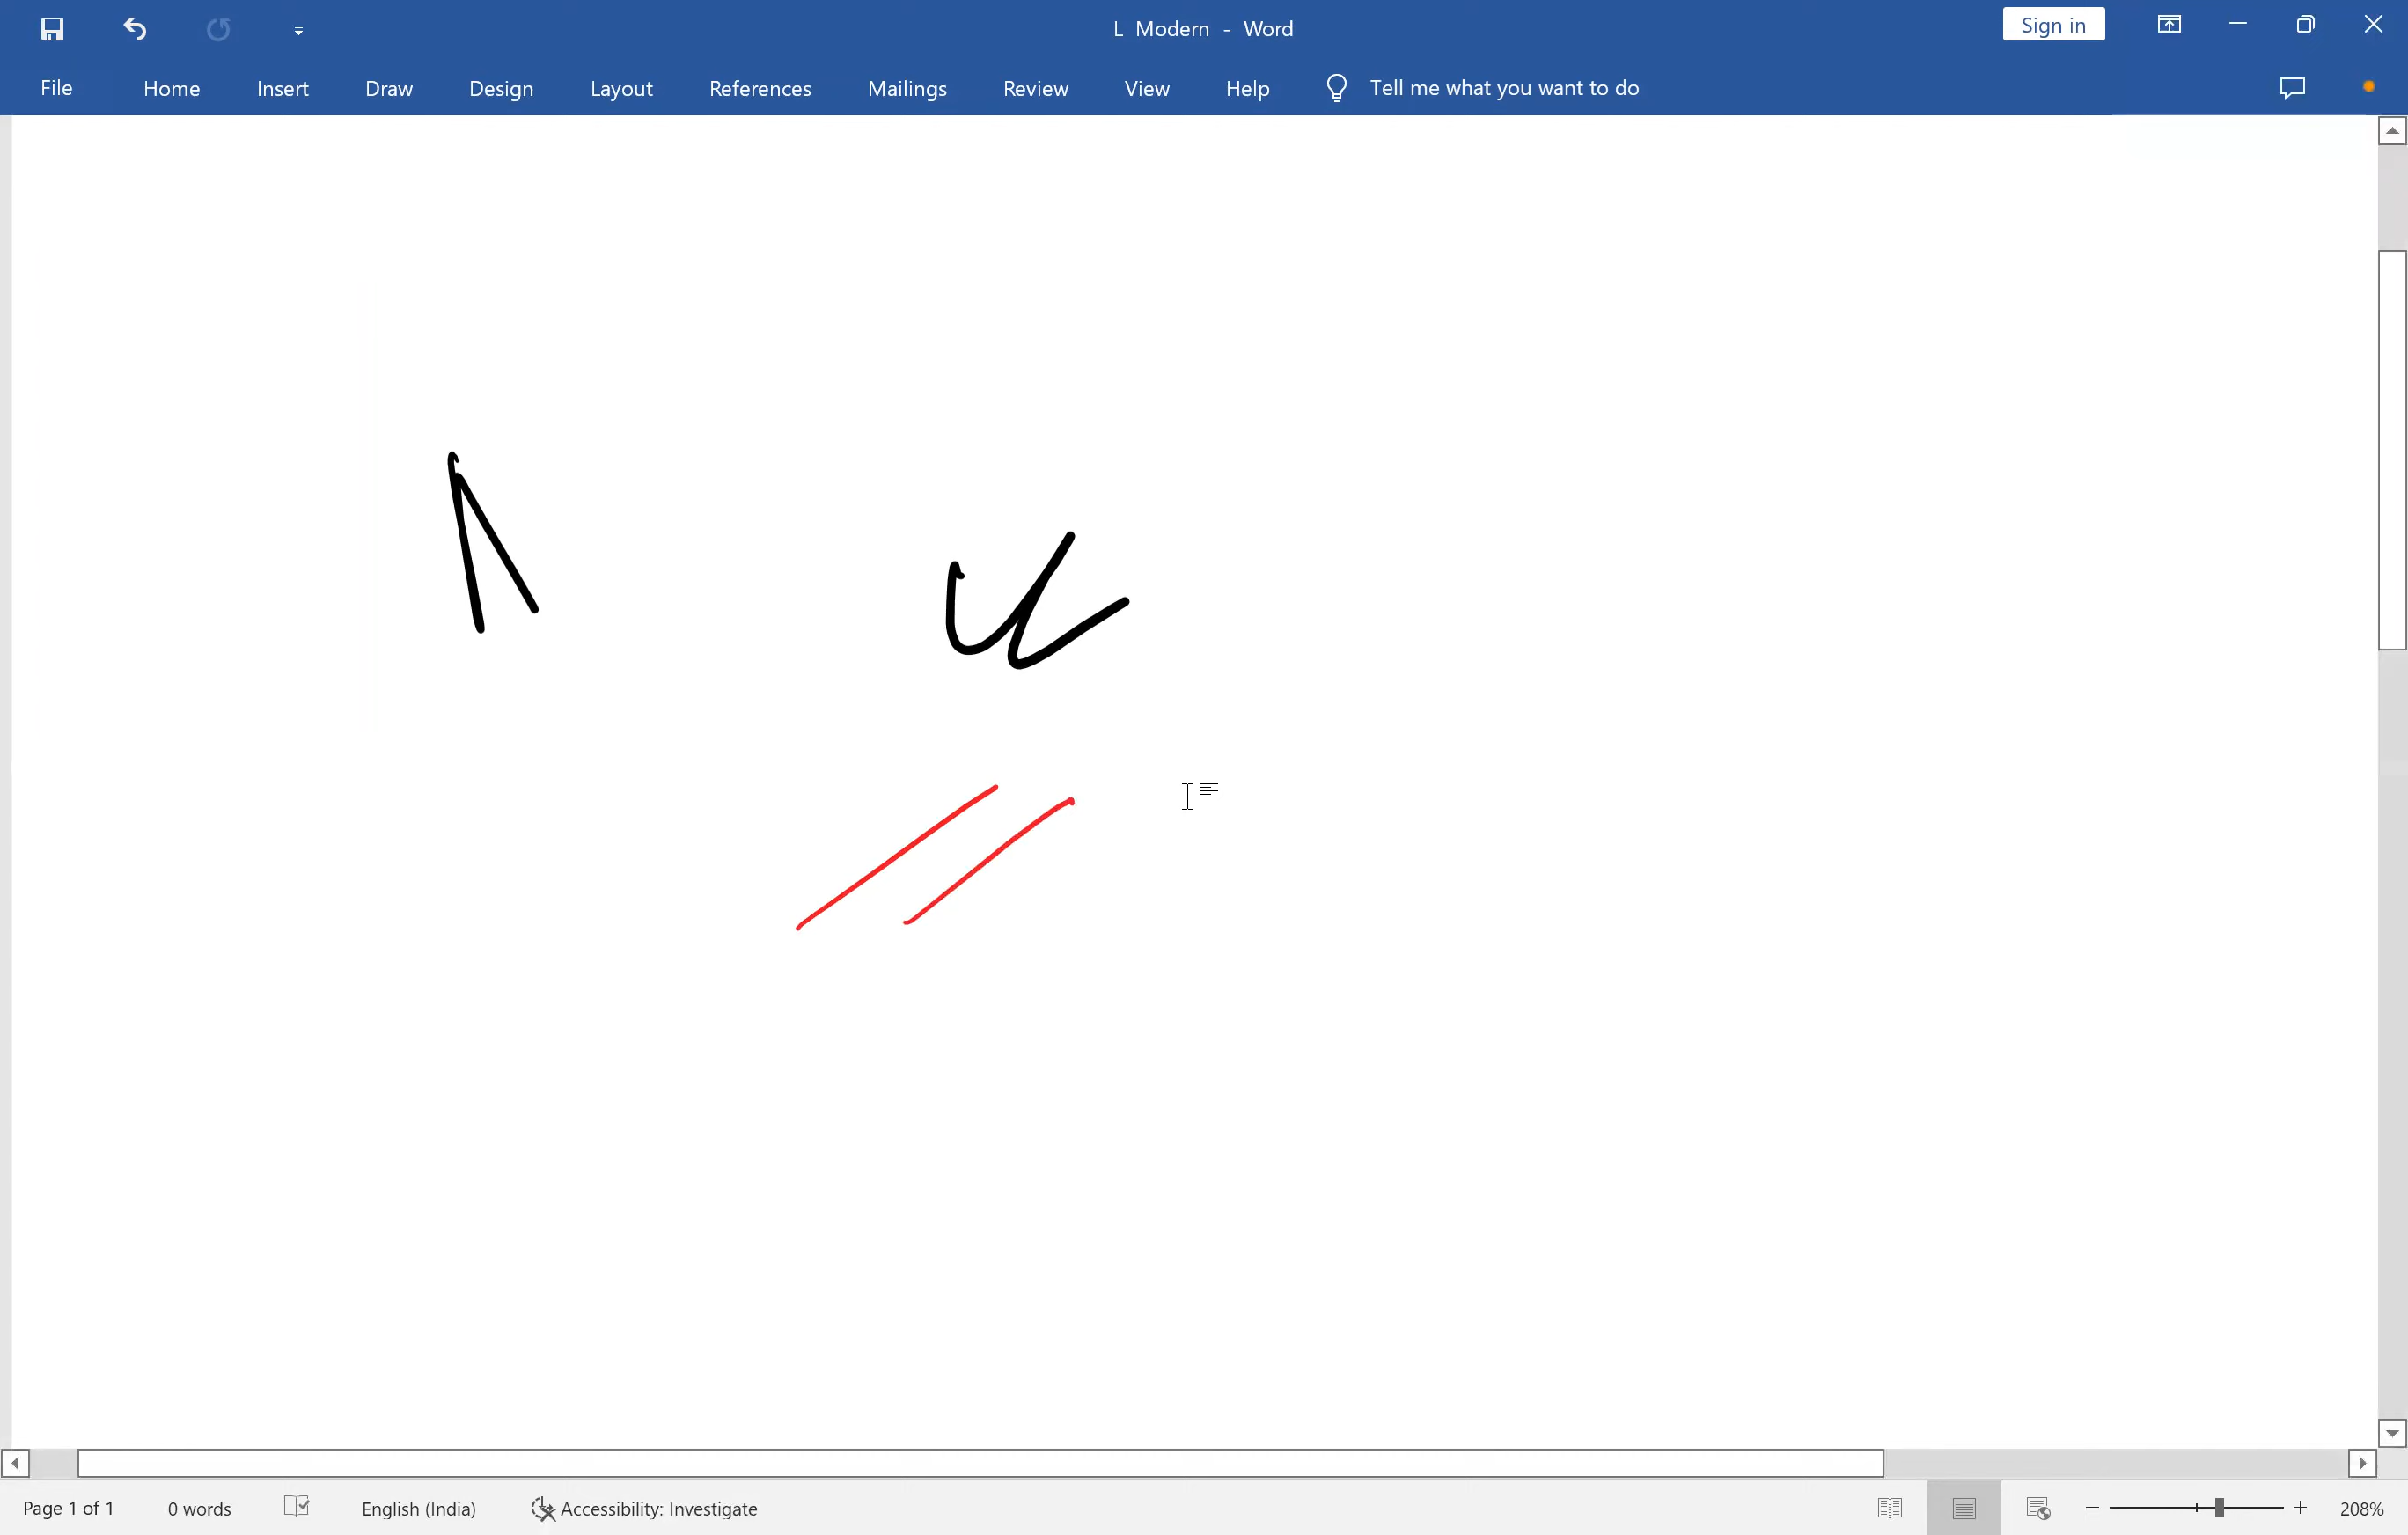 L Modern - Word
Sign in
File Home Insert Draw Design Layout References Mailings Review View Help Tell me what you want to do
u
Page 1 of 1 0 words English (India) Accessibility: Investigate 208%